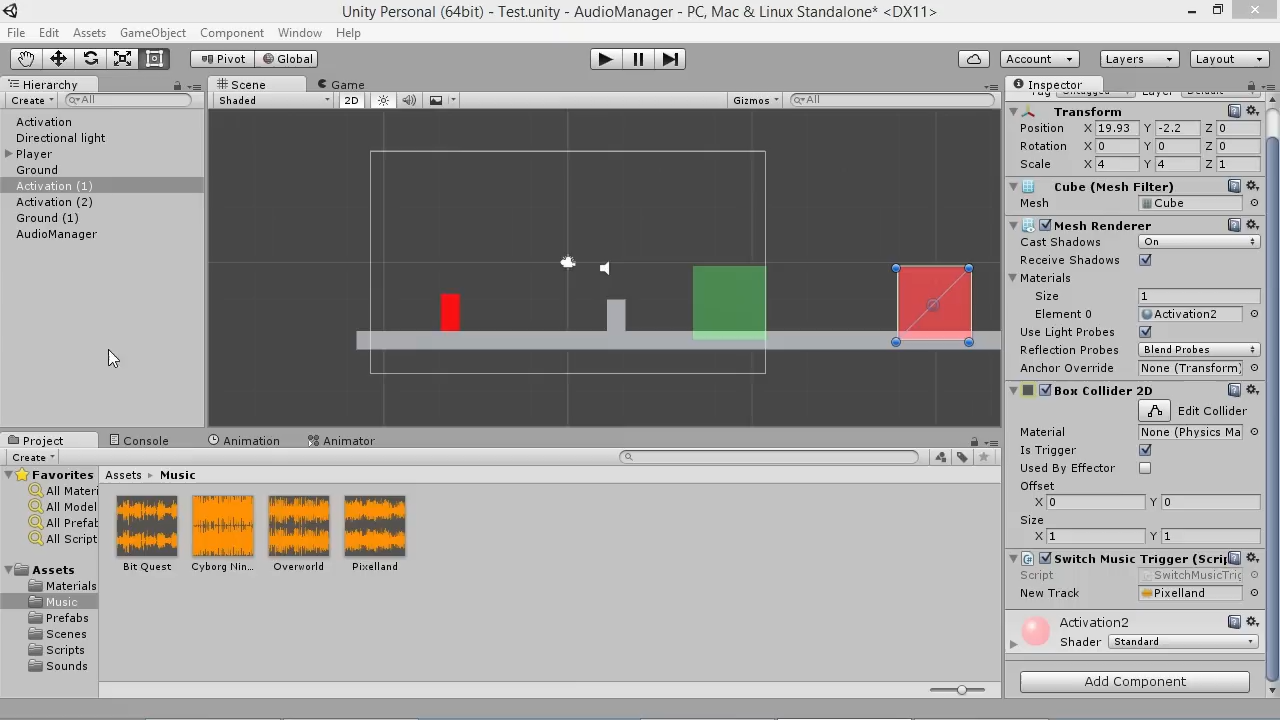 Unity Personal (64bit) - Test.unity - AudioManager - PC, Mac & Linux Standalone* <DX11>
File Edit Assets GameObject Component Window Help
Pivot Global Account Layers Layout
Hierarchy
Create All
Activation
Directional light
Player
Ground
Activation (1)
Activation (2)
Ground (1)
AudioManager
Scene Game
Shaded 2D Gizmos All
Inspector
Transform
Position X 19.93 Y -2.2 Z 0
Rotation X 0 Y 0 Z 0
Scale X 4 Y 4 Z 1
Cube (Mesh Filter)
Mesh Cube
Mesh Renderer
Cast Shadows On
Receive Shadows
Materials
Size 1
Element 0 Activation2
Use Light Probes
Reflection Probes Blend Probes
Anchor Override None (Transform)
Box Collider 2D
Edit Collider
Material None (Physics Ma
Is Trigger
Used By Effector
Offset
X 0 Y 0
Size
X 1 Y 1
Switch Music Trigger (Scrip
Script SwitchMusicTrig
New Track Pixelland
Activation2
Shader Standard
Add Component
Project Console Animation Animator
Create
Favorites
All Materi
All Model
All Prefab
All Script
Assets
Materials
Music
Prefabs
Scenes
Scripts
Sounds
Assets Music
Bit Quest Cyborg Nin... Overworld Pixelland